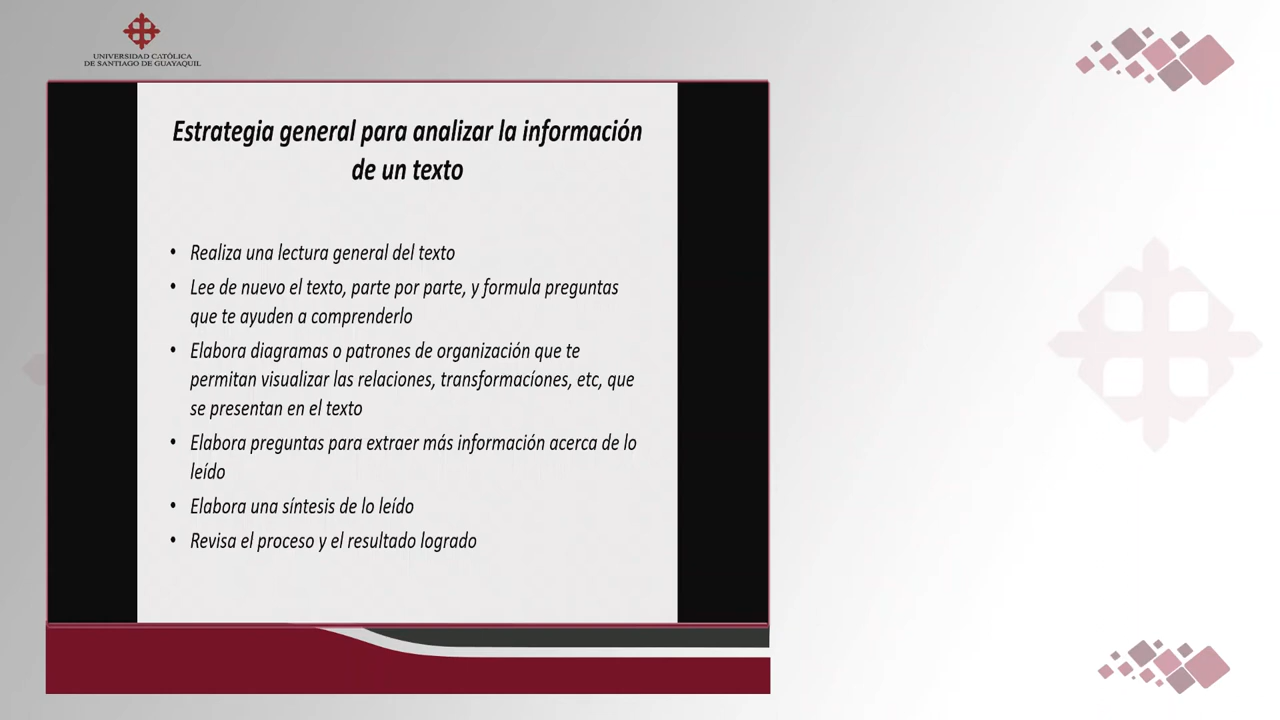 UNIVERSIDAD CATÓLICA
DE SANTIAGO DE GUAYAQUIL
Estrategia general para analizar la información
de un texto
• Realiza una lectura general del texto
• Lee de nuevo el texto, parte por parte, y formula preguntas
que te ayuden a comprenderlo
• Elabora diagramas o patrones de organización que te
permitan visualizar las relaciones, transformacíones, etc, que
se presentan en el texto
• Elabora preguntas para extraer más información acerca de lo
leído
• Elabora una síntesis de lo leído
• Revisa el proceso y el resultado logrado